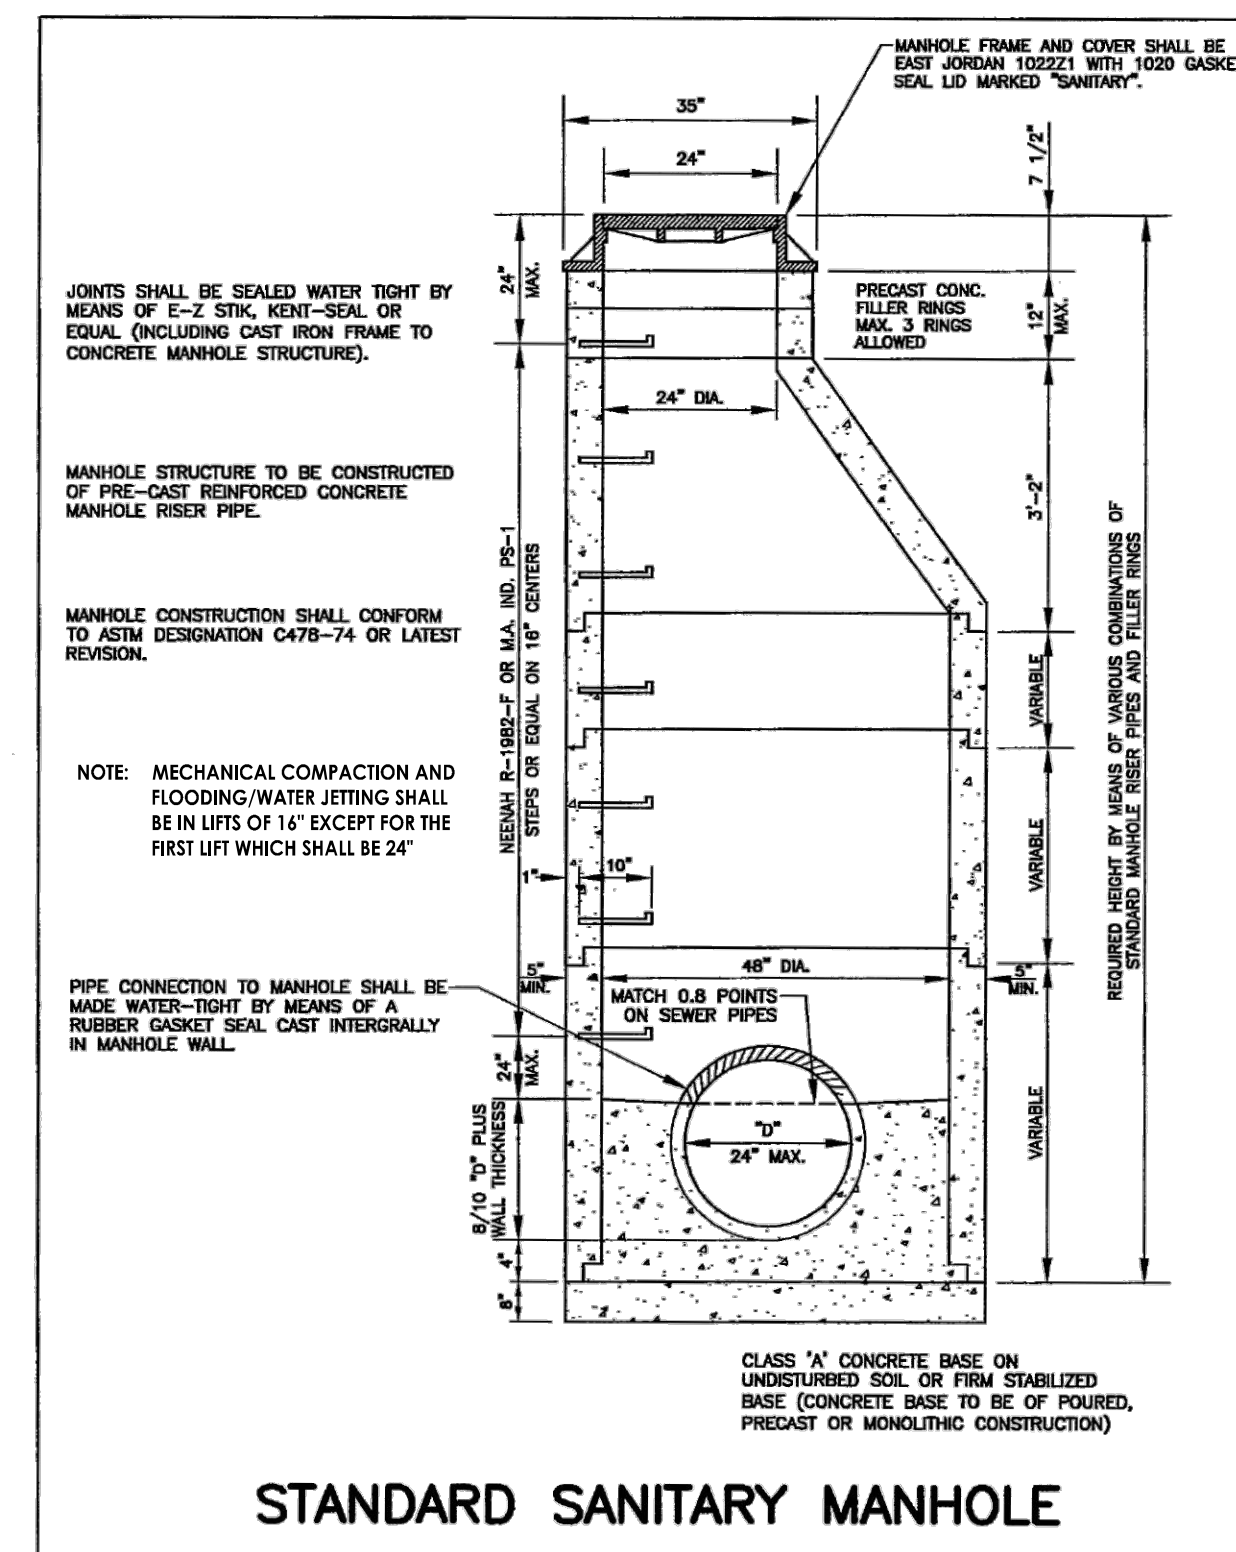 MANHOLE FRAME AND COVER SHALL BE
EAST JORDAN 1022Z1 WITH 1020 GASKE
SEAL LID MARKED "SANITARY".
35"
24"
7 1/2"
24"
MAX.
JOINTS SHALL BE SEALED WATER TIGHT BY
MEANS OF E-Z STIK, KENT-SEAL OR
EQUAL (INCLUDING CAST IRON FRAME TO
CONCRETE MANHOLE STRUCTURE).
PRECAST CONC.
FILLER RINGS
MAX. 3 RINGS
ALLOWED
12"
MAX.
24" DIA.
MANHOLE STRUCTURE TO BE CONSTRUCTED
OF PRE-CAST REINFORCED CONCRETE
MANHOLE RISER PIPE.
3'-2"
MANHOLE CONSTRUCTION SHALL CONFORM
TO ASTM DESIGNATION C478-74 OR LATEST
REVISION.
NEENAH R-1982-F OR M.A. IND. PS-1
STEPS OR EQUAL ON 16" CENTERS
REQUIRED HEIGHT BY MEANS OF VARIOUS COMBINATIONS OF
STANDARD MANHOLE RISER PIPES AND FILLER RINGS
VARIABLE
NOTE: MECHANICAL COMPACTION AND
FLOODING/WATER JETTING SHALL
BE IN LIFTS OF 16" EXCEPT FOR THE
FIRST LIFT WHICH SHALL BE 24"
VARIABLE
1"
10"
5"
MIN.
48" DIA.
5"
MIN.
PIPE CONNECTION TO MANHOLE SHALL BE
MADE WATER-TIGHT BY MEANS OF A
RUBBER GASKET SEAL CAST INTERGRALLY
IN MANHOLE WALL.
MATCH 0.8 POINTS
ON SEWER PIPES
24"
MAX.
8/10 "D" PLUS
WALL THICKNESS
"D"
24" MAX.
VARIABLE
4"
8"
CLASS 'A' CONCRETE BASE ON
UNDISTURBED SOIL OR FIRM STABILIZED
BASE (CONCRETE BASE TO BE OF POURED,
PRECAST OR MONOLITHIC CONSTRUCTION)
STANDARD SANITARY MANHOLE